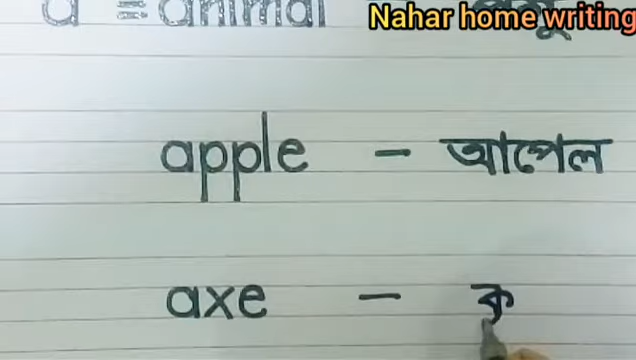 a = animal
Nahar home writing
apple - আপেল
axe - ক